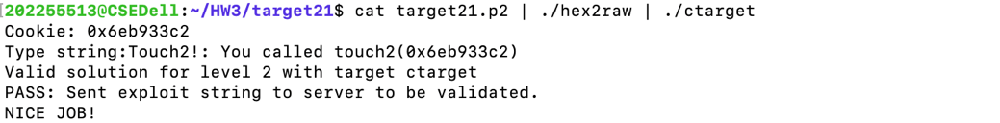 [202255513@CSEDell:~/HW3/target21$ cat target21.p2 | ./hex2raw | ./ctarget
Cookie: 0x6eb933c2
Type string:Touch2!: You called touch2(0x6eb933c2)
Valid solution for level 2 with target ctarget
PASS: Sent exploit string to server to be validated.
NICE JOB!